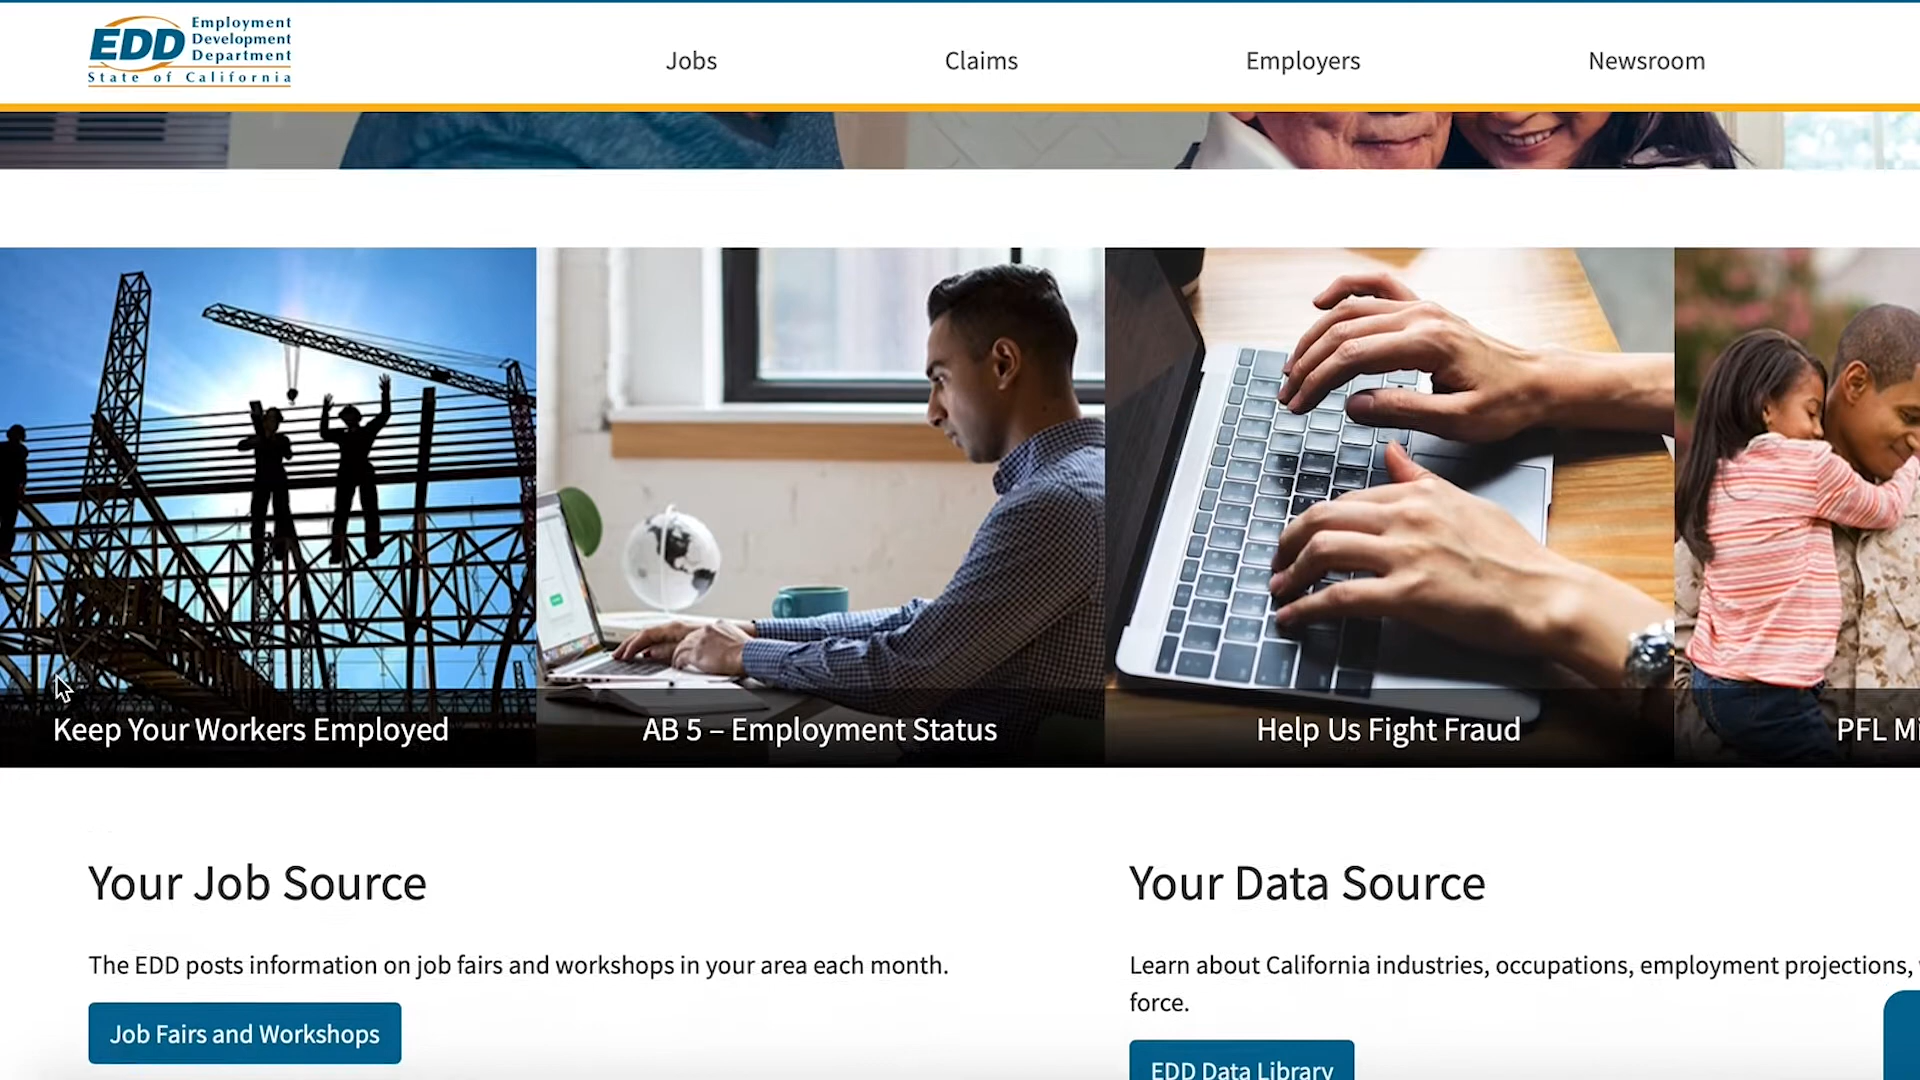 EDD
Employment
Development
Department
State of California
Jobs
Claims
Employers
Newsroom
Keep Your Workers Employed
AB 5 – Employment Status
Help Us Fight Fraud
PFL
Your Job Source
The EDD posts information on job fairs and workshops in your area each month.
Job Fairs and Workshops
Your Data Source
Learn about California industries, occupations, employment projections,
force.
EDD Data Library